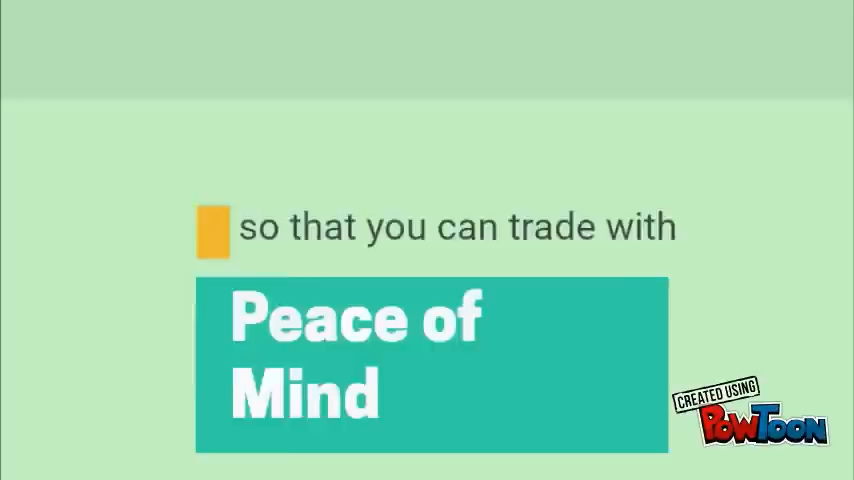 so that you can trade with
Peace of
Mind
CREATED USING
POWTOON